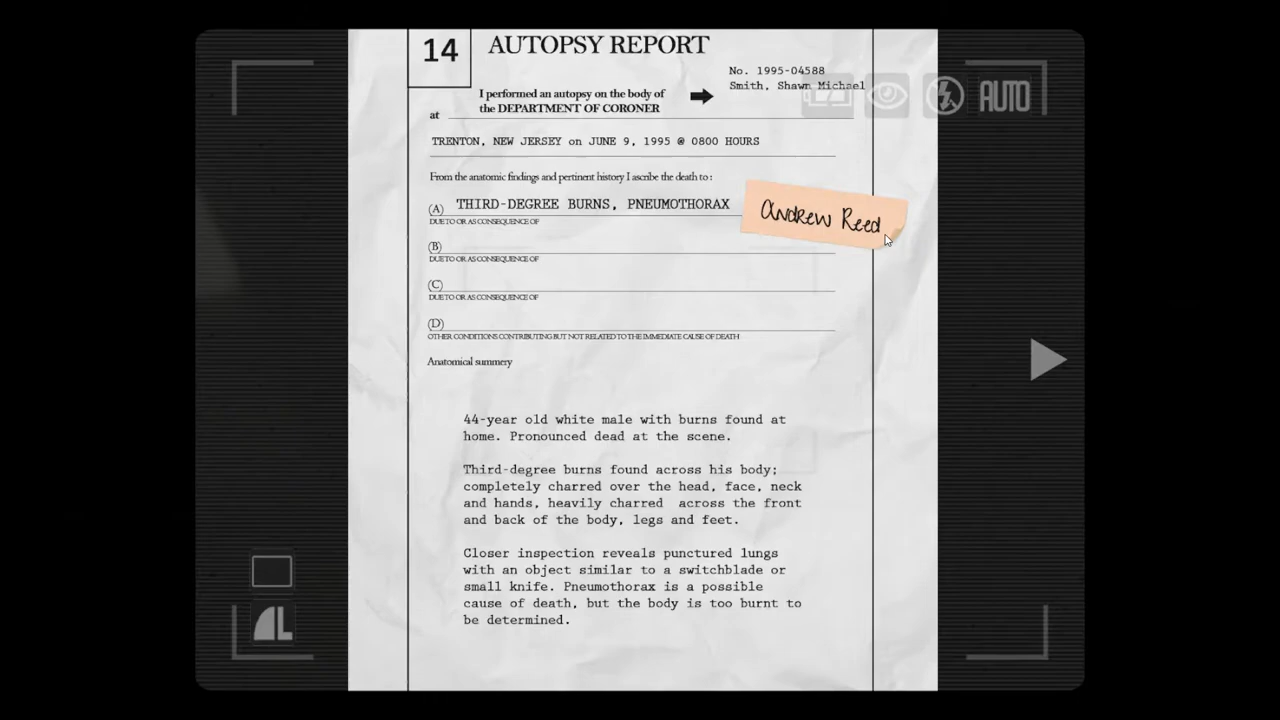 14
AUTOPSY REPORT
No. 1995-04588
Smith, Shawn Michael
I performed an autopsy on the body of
the DEPARTMENT OF CORONER
AUTO
at
TRENTON, NEW JERSEY on JUNE 9, 1995 @ 0800 HOURS
From the anatomic findings and pertinent history I ascribe the death to :
(A) THIRD-DEGREE BURNS, PNEUMOTHORAX
Andrew Reed
DUE TO OR AS CONSEQUENCE OF
(B)
DUE TO OR AS CONSEQUENCE OF
(C)
DUE TO OR AS CONSEQUENCE OF
(D)
OTHER CONDITIONS CONTRIBUTING BUT NOT RELATED TO THE IMMEDIATE CAUSE OF DEATH
Anatomical summery
44-year old white male with burns found at
home. Pronounced dead at the scene.
Third-degree burns found across his body;
completely charred over the head, face, neck
and hands, heavily charred across the front
and back of the body, legs and feet.
Closer inspection reveals punctured lungs
with an object similar to a switchblade or
small knife. Pneumothorax is a possible
cause of death, but the body is too burnt to
be determined.
L